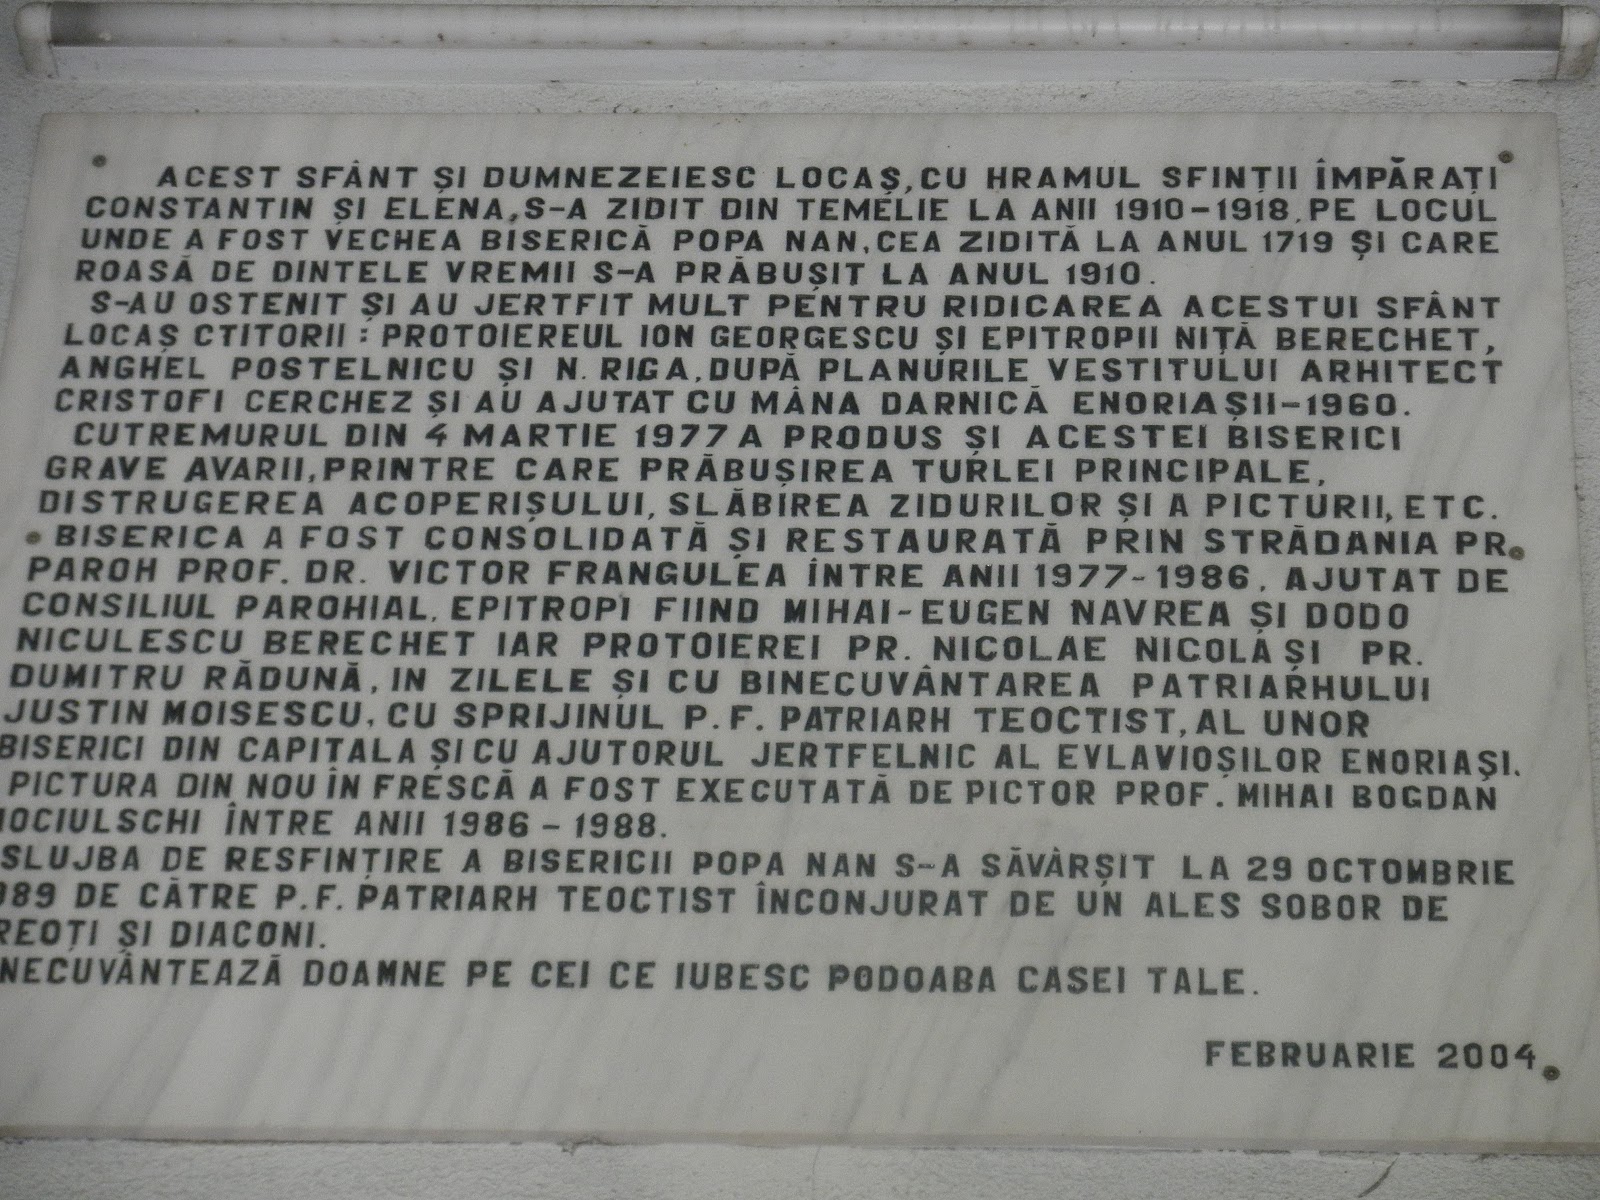 ACEST SFÂNT ȘI DUMNEZEIESC LOCAȘ, CU HRAMUL SFINȚII ÎMPĂRAȚI
CONSTANTIN ȘI ELENA, S-A ZIDIT DIN TEMELIE LA ANII 1910-1918, PE LOCUL
UNDE A FOST VECHEA BISERICĂ POPA NAN, CEA ZIDITĂ LA ANUL 1719 ȘI CARE
ROASĂ DE DINTELE VREMII S-A PRĂBUȘIT LA ANUL 1910.
S-AU OSTENIT ȘI AU JERTFIT MULT PENTRU RIDICAREA ACESTUI SFÂNT
LOCAȘ CTITORII: PROTOIEREUL ION GEORGESCU ȘI EPITROPII NIȚĂ BERECHET,
ANGHEL POSTELNICU ȘI N. RIGA, DUPĂ PLANURILE VESTITULUI ARHITECT
CRISTOFI CERCHEZ ȘI AU AJUTAT CU MÂNA DARNICĂ ENORIAȘII-1960.
CUTREMURUL DIN 4 MARTIE 1977 A PRODUS ȘI ACESTEI BISERICI
GRAVE AVARII, PRINTRE CARE PRĂBUȘIREA TURLEI PRINCIPALE,
DISTRUGEREA ACOPERIȘULUI, SLĂBIREA ZIDURILOR ȘI A PICTURII, ETC.
BISERICA A FOST CONSOLIDATĂ ȘI RESTAURATĂ PRIN STRĂDANIA PR.
PAROH PROF. DR. VICTOR FRANGULEA ÎNTRE ANII 1977-1986, AJUTAT DE
CONSILIUL PAROHIAL, EPITROPI FIIND MIHAI-EUGEN NAVREA ȘI DODO
NICULESCU BERECHET IAR PROTOIEREI PR. NICOLAE NICOLA ȘI PR.
DUMITRU RĂDUNĂ, IN ZILELE ȘI CU BINECUVÂNTAREA PATRIARHULUI
JUSTIN MOISESCU, CU SPRIJINUL P.F. PATRIARH TEOCTIST, AL UNOR
BISERICI DIN CAPITALA ȘI CU AJUTORUL JERTFELNIC AL EVLAVIOȘILOR ENORIAȘI.
PICTURA DIN NOU ÎN FRESCĂ A FOST EXECUTATĂ DE PICTOR PROF. MIHAI BOGDAN
OCIULSCHI ÎNTRE ANII 1986-1988.
SLUJBA DE RESFINȚIRE A BISERICII POPA NAN S-A SĂVÂRȘIT LA 29 OCTOMBRIE
989 DE CĂTRE P.F. PATRIARH TEOCTIST ÎNCONJURAT DE UN ALES SOBOR DE
REOȚI ȘI DIACONI.
NECUVÂNTEAZĂ DOAMNE PE CEI CE IUBESC PODOABA CASEI TALE.
FEBRUARIE 2004